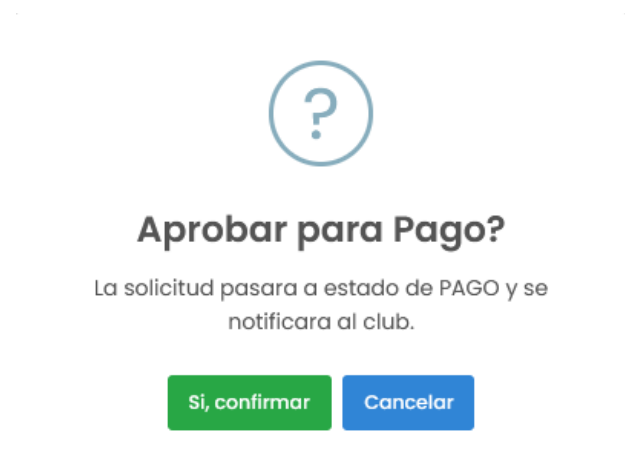 ?
Aprobar para Pago?
La solicitud pasara a estado de PAGO y se
notificara al club.
Si, confirmar
Cancelar